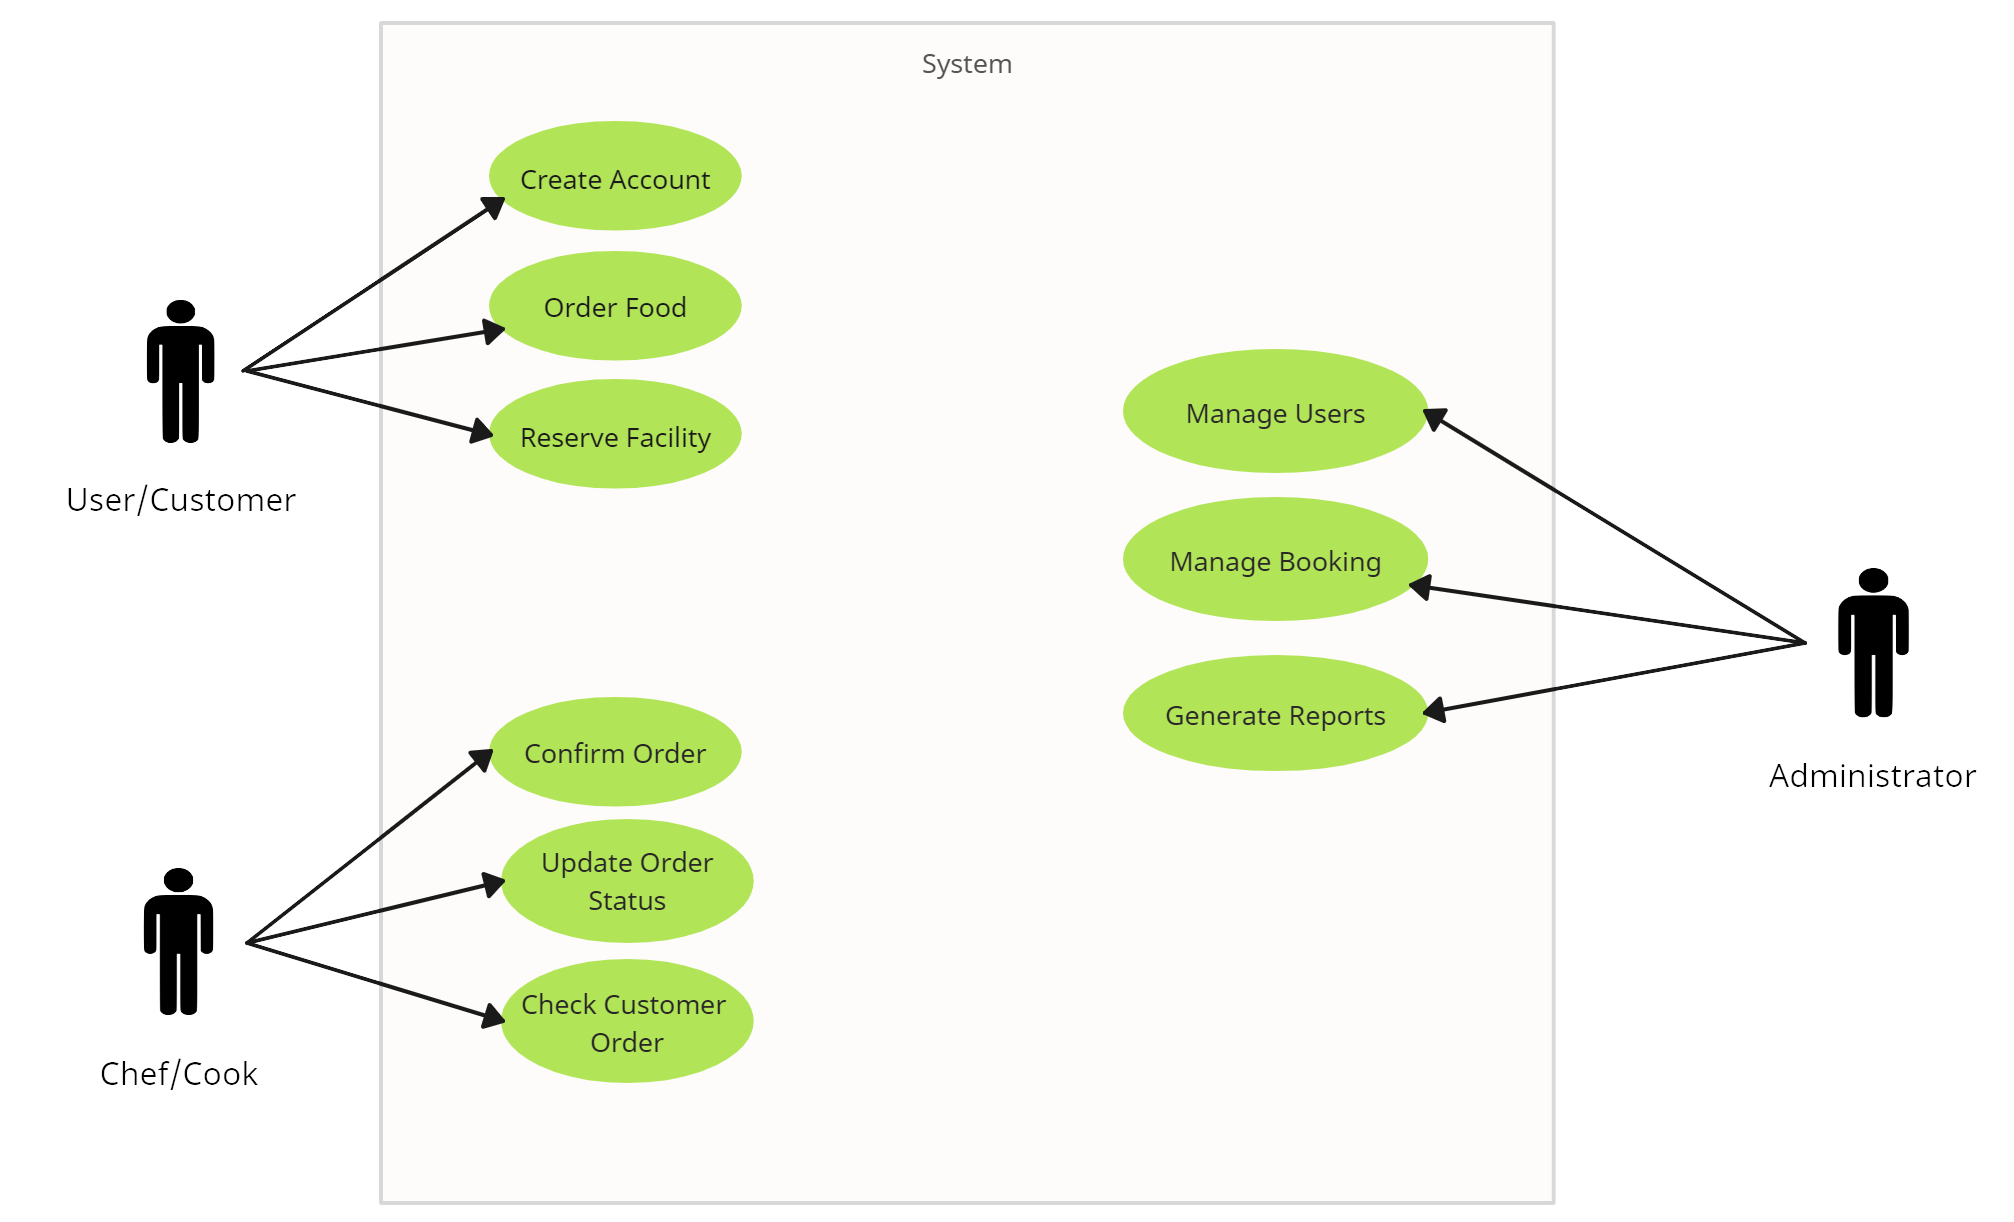 System
Create Account
Order Food
Reserve Facility
User/Customer
Confirm Order
Update Order
Status
Check Customer
Order
Chef/Cook
Manage Users
Manage Booking
Generate Reports
Administrator